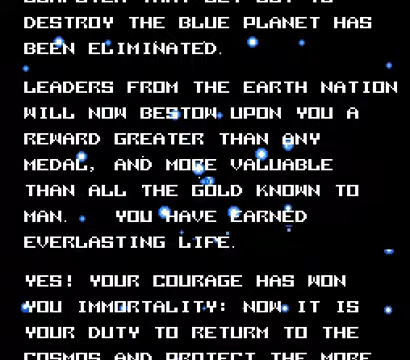 COMPUTER THAT SET OUT TO
DESTROY THE BLUE PLANET HAS
BEEN ELIMINATED.
LEADERS FROM THE EARTH NATION
WILL NOW BESTOW UPON YOU A
REWARD GREATER THAN ANY
MEDAL, AND MORE VALUABLE
THAN ALL THE GOLD KNOWN TO
MAN. YOU HAVE EARNED
EVERLASTING LIFE.
YES! YOUR COURAGE HAS WON
YOU IMMORTALITY: NOW IT IS
YOUR DUTY TO RETURN TO THE
COSMOS AND PROTECT THE MORE